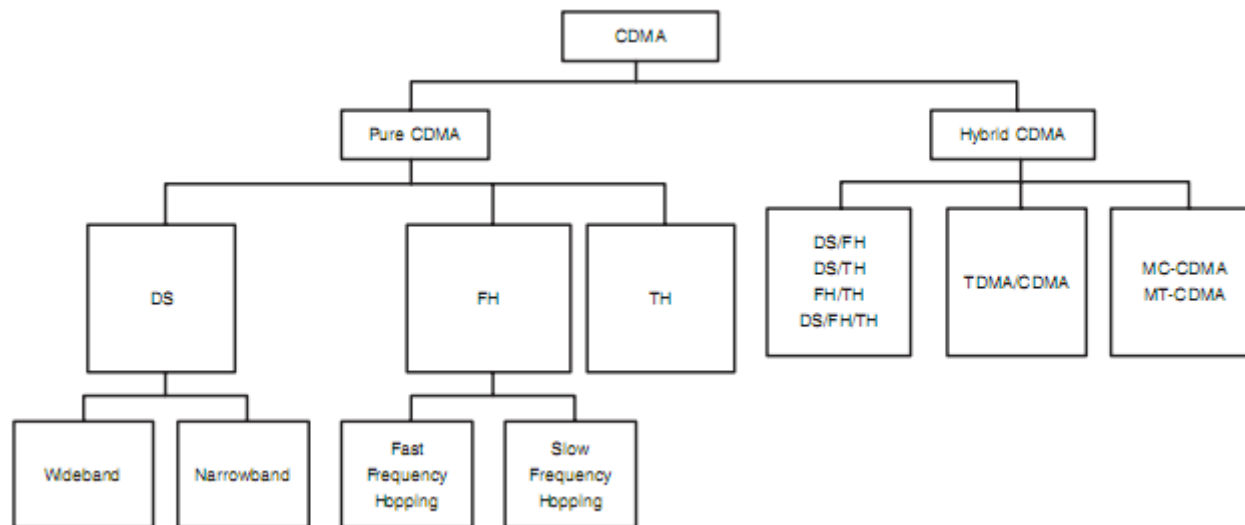 CDMA
Pure CDMA
Hybrid CDMA
DS
FH
TH
DS/FH
DS/TH
FH/TH
DS/FH/TH
TDMA/CDMA
MC-CDMA
MT-CDMA
Wideband
Narrowband
Fast
Frequency
Hopping
Slow
Frequency
Hopping